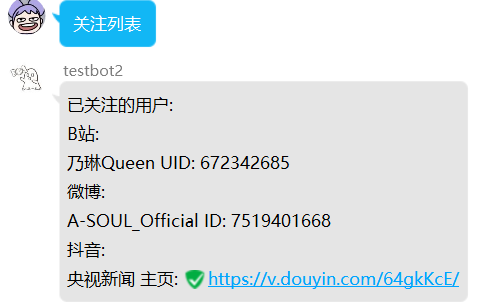 关注列表
testbot2
已关注的用户:
B站:
乃琳Queen UID: 672342685
微博:
A-SOUL_Official ID: 7519401668
抖音:
央视新闻 主页: https://v.douyin.com/64gkKcE/